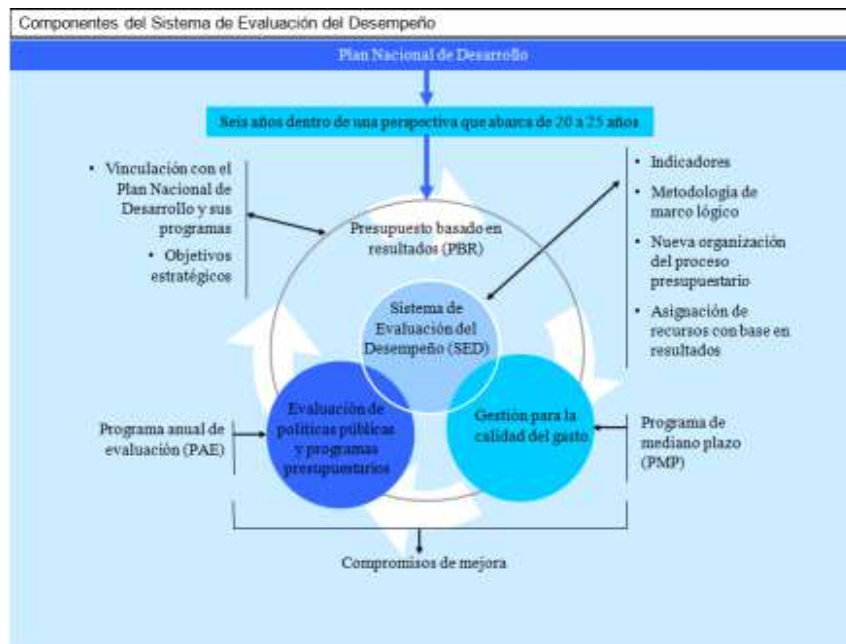 Componentes del Sistema de Evaluación del Desempeño
Plan Nacional de Desarrollo
Seis años dentro de una perspectiva que abarca de 20 a 25 años
• Vinculación con el
Plan Nacional de
Desarrollo y sus
programas
• Objetivos
estratégicos
Presupuesto basado en
resultados (PBR)
• Indicadores
• Metodología de
marco lógico
• Nueva organización
del proceso
presupuestario
• Asignación de
recursos con base en
resultados
Sistema de
Evaluación del
Desempeño (SED)
Programa anual de
evaluación (PAE)
Evaluación de
políticas públicas
y programas
presupuestarios
Gestión para la
calidad del gasto
Programa de
mediano plazo
(PMP)
Compromisos de mejora